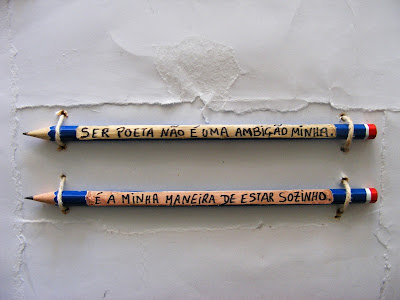 SER POETA NÃO É UMA AMBIÇÃO MINHA.
É A MINHA MANEIRA DE ESTAR SOZINHO.